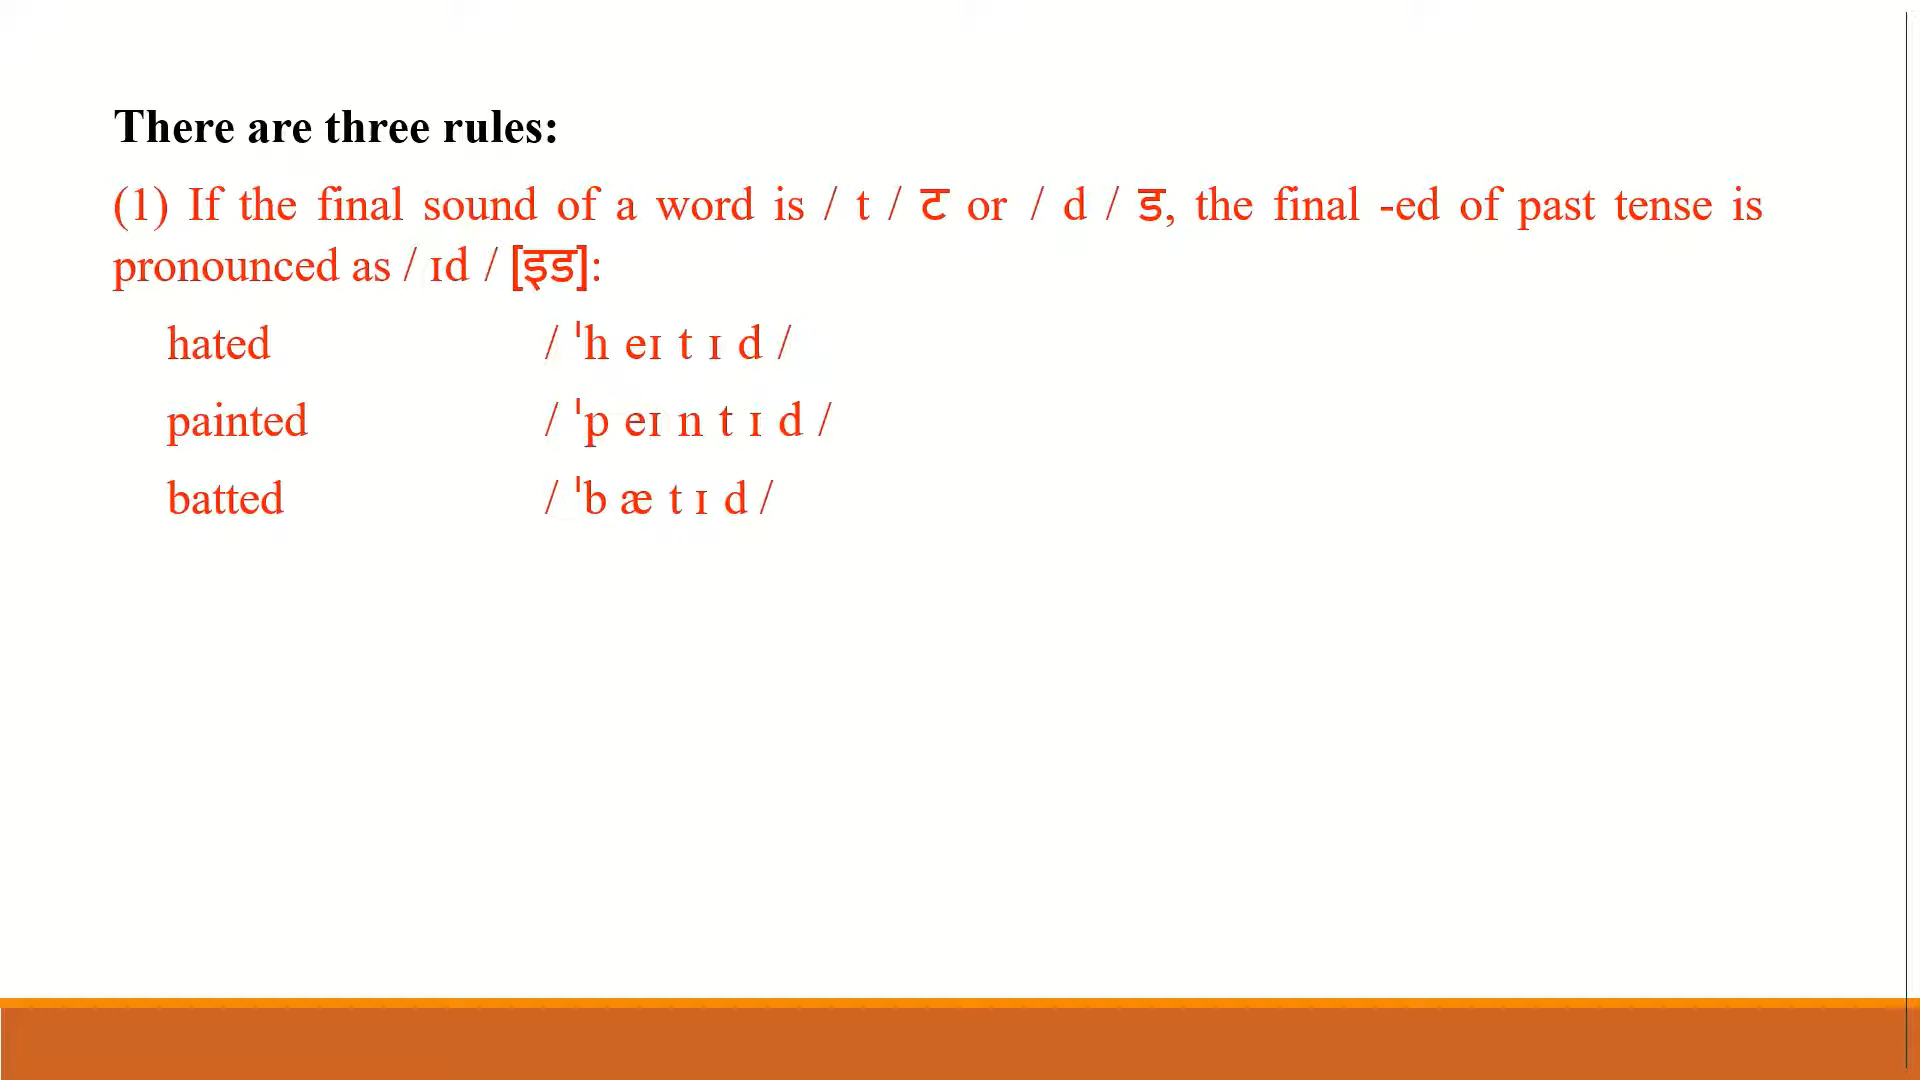 There are three rules:
(1) If the final sound of a word is / t / ट or / d / ड, the final -ed of past tense is
pronounced as / ɪd / [इड]:
hated / ˈh eɪ t ɪ d /
painted / ˈp eɪ n t ɪ d /
batted / ˈb æ t ɪ d /